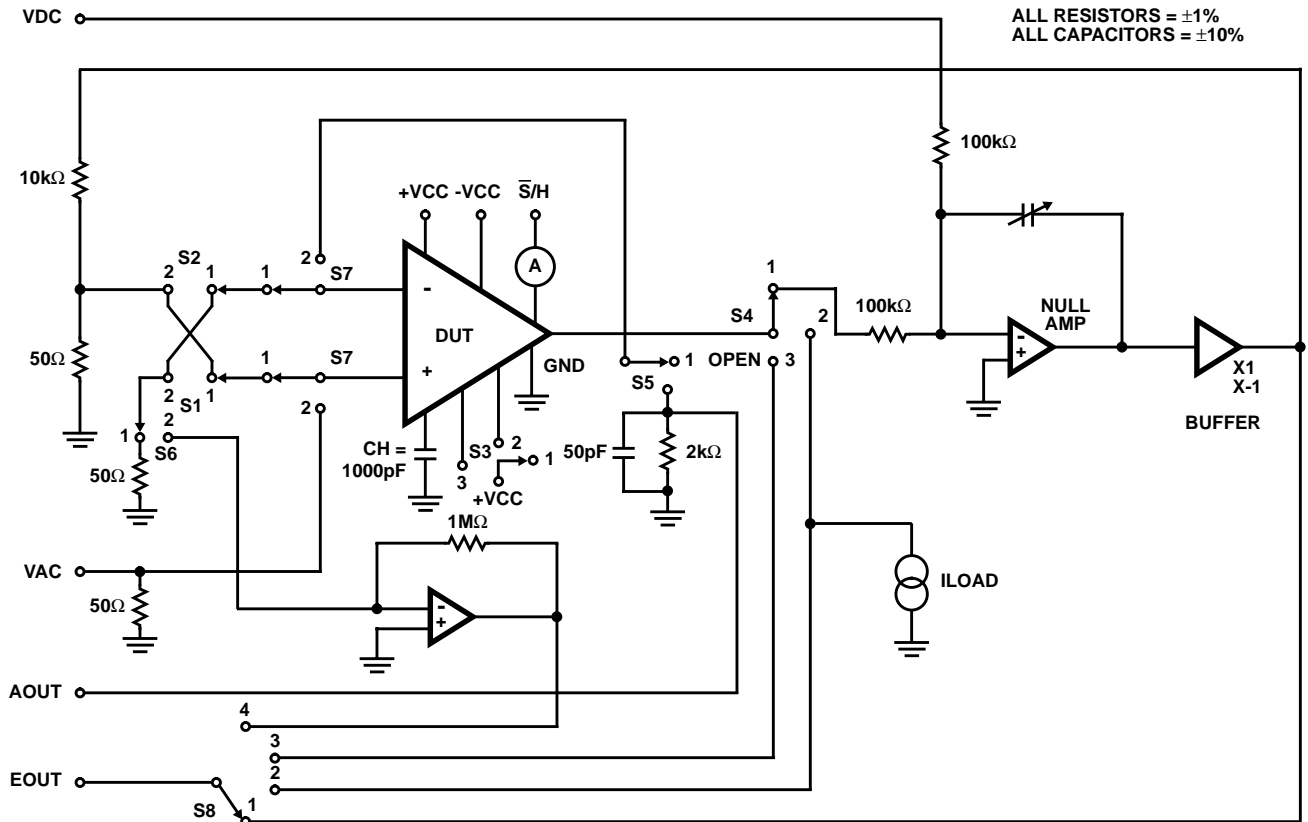 VDC
ALL RESISTORS = ±1%
ALL CAPACITORS = ±10%
100kΩ
10kΩ
+VCC
-VCC
S̅/H
A
2
S2
2
1
1
S7
-
DUT
+
1
S4
2
100kΩ
NULL
AMP
-
+
50Ω
GND
OPEN
3
X1
X-1
BUFFER
1
S7
2
S1
1
2
2
1
S6
S5
1
CH =
1000pF
S3
2
1
3
+VCC
50pF
2kΩ
50Ω
1MΩ
VAC
50Ω
-
+
ILOAD
AOUT
4
3
2
EOUT
S8
1